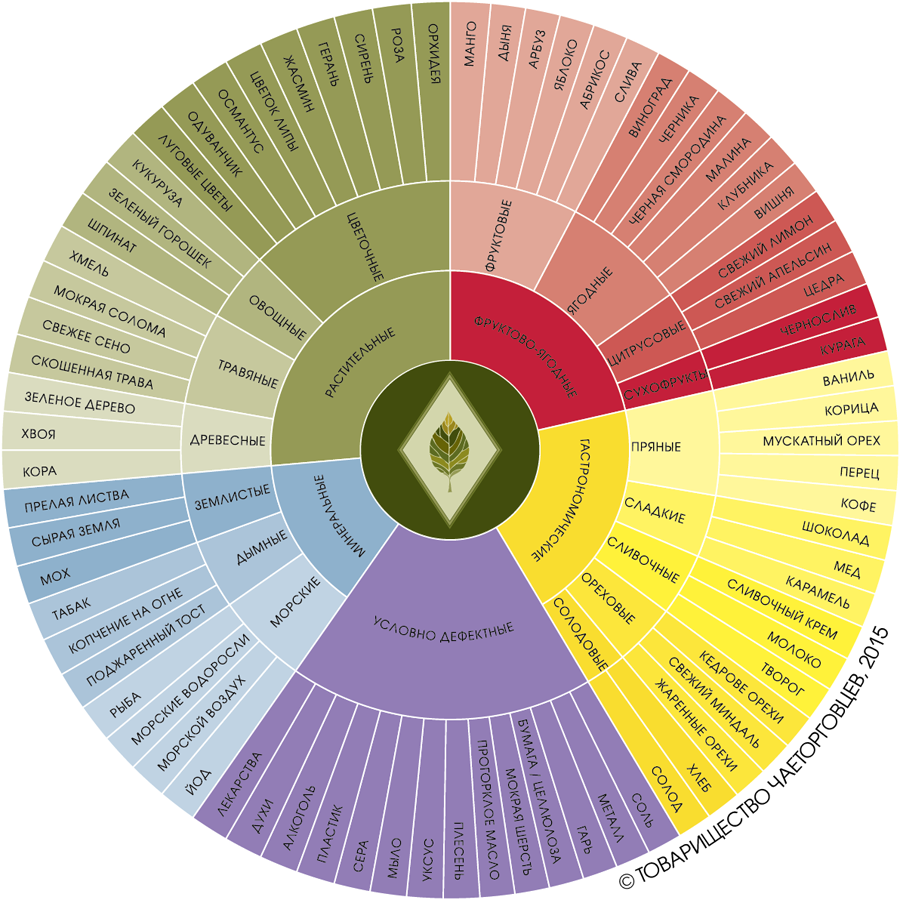 ФРУКТОВО-ЯГОДНЫЕ
ФРУКТОВЫЕ
МАНГО
ДЫНЯ
АРБУЗ
ЯБЛОКО
АБРИКОС
СЛИВА
ЯГОДНЫЕ
ВИНОГРАД
ЧЕРНИКА
ЧЕРНАЯ СМОРОДИНА
МАЛИНА
КЛУБНИКА
ВИШНЯ
ЦИТРУСОВЫЕ
СВЕЖИЙ ЛИМОН
СВЕЖИЙ АПЕЛЬСИН
ЦЕДРА
СУХОФРУКТЫ
ЧЕРНОСЛИВ
КУРАГА
ГАСТРОНОМИЧЕСКИЕ
ПРЯНЫЕ
ВАНИЛЬ
КОРИЦА
МУСКАТНЫЙ ОРЕХ
ПЕРЕЦ
КОФЕ
СЛАДКИЕ
ШОКОЛАД
МЕД
КАРАМЕЛЬ
СЛИВОЧНЫЕ
СЛИВОЧНЫЙ КРЕМ
МОЛОКО
ТВОРОГ
ОРЕХОВЫЕ
КЕДРОВЕ ОРЕХИ
СВЕЖИЙ МИНДАЛЬ
ЖАРЕННЫЕ ОРЕХИ
СОЛОДОВЫЕ
ХЛЕБ
СОЛОД
УСЛОВНО ДЕФЕКТНЫЕ
СОЛЬ
МЕТАЛЛ
ГАРЬ
БУМАГА / ЦЕЛЛЮЛОЗА
МОКРАЯ ШЕРСТЬ
ПРОГОРКЛОЕ МАСЛО
ПЛЕСЕНЬ
УКСУС
МЫЛО
СЕРА
ПЛАСТИК
АЛКОГОЛЬ
ДУХИ
ЛЕКАРСТВА
МИНЕРАЛЬНЫЕ
МОРСКИЕ
ЙОД
МОРСКОЙ ВОЗДУХ
МОРСКИЕ ВОДОРОСЛИ
РЫБА
ДЫМНЫЕ
ПОДЖАРЕННЫЙ ТОСТ
КОПЧЕНИЕ НА ОГНЕ
ТАБАК
ЗЕМЛИСТЫЕ
МОХ
СЫРАЯ ЗЕМЛЯ
ПРЕЛАЯ ЛИСТВА
РАСТИТЕЛЬНЫЕ
ДРЕВЕСНЫЕ
КОРА
ХВОЯ
ЗЕЛЕНОЕ ДЕРЕВО
ТРАВЯНЫЕ
СКОШЕННАЯ ТРАВА
СВЕЖЕЕ СЕНО
МОКРАЯ СОЛОМА
ХМЕЛЬ
ОВОЩНЫЕ
ШПИНАТ
ЗЕЛЕНЫЙ ГОРОШЕК
КУКУРУЗА
ЦВЕТОЧНЫЕ
ЛУГОВЫЕ ЦВЕТЫ
ОДУВАНЧИК
ОСМАНТУС
ЦВЕТОК ЛИПЫ
ЖАСМИН
ГЕРАНЬ
СИРЕНЬ
РОЗА
ОРХИДЕЯ
© ТОВАРИЩЕСТВО ЧАЕТОРГОВЦЕВ, 2015